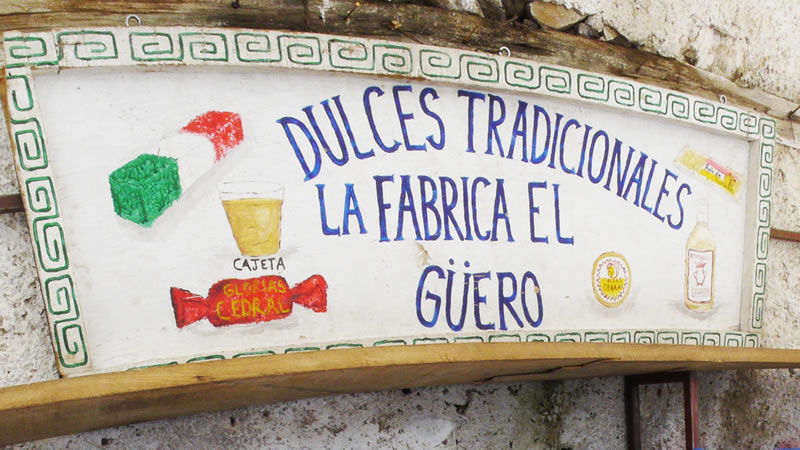 DULCES TRADICIONALES
LA FABRICA EL
GÜERO
CAJETA
GLORIAS
CEDRAL